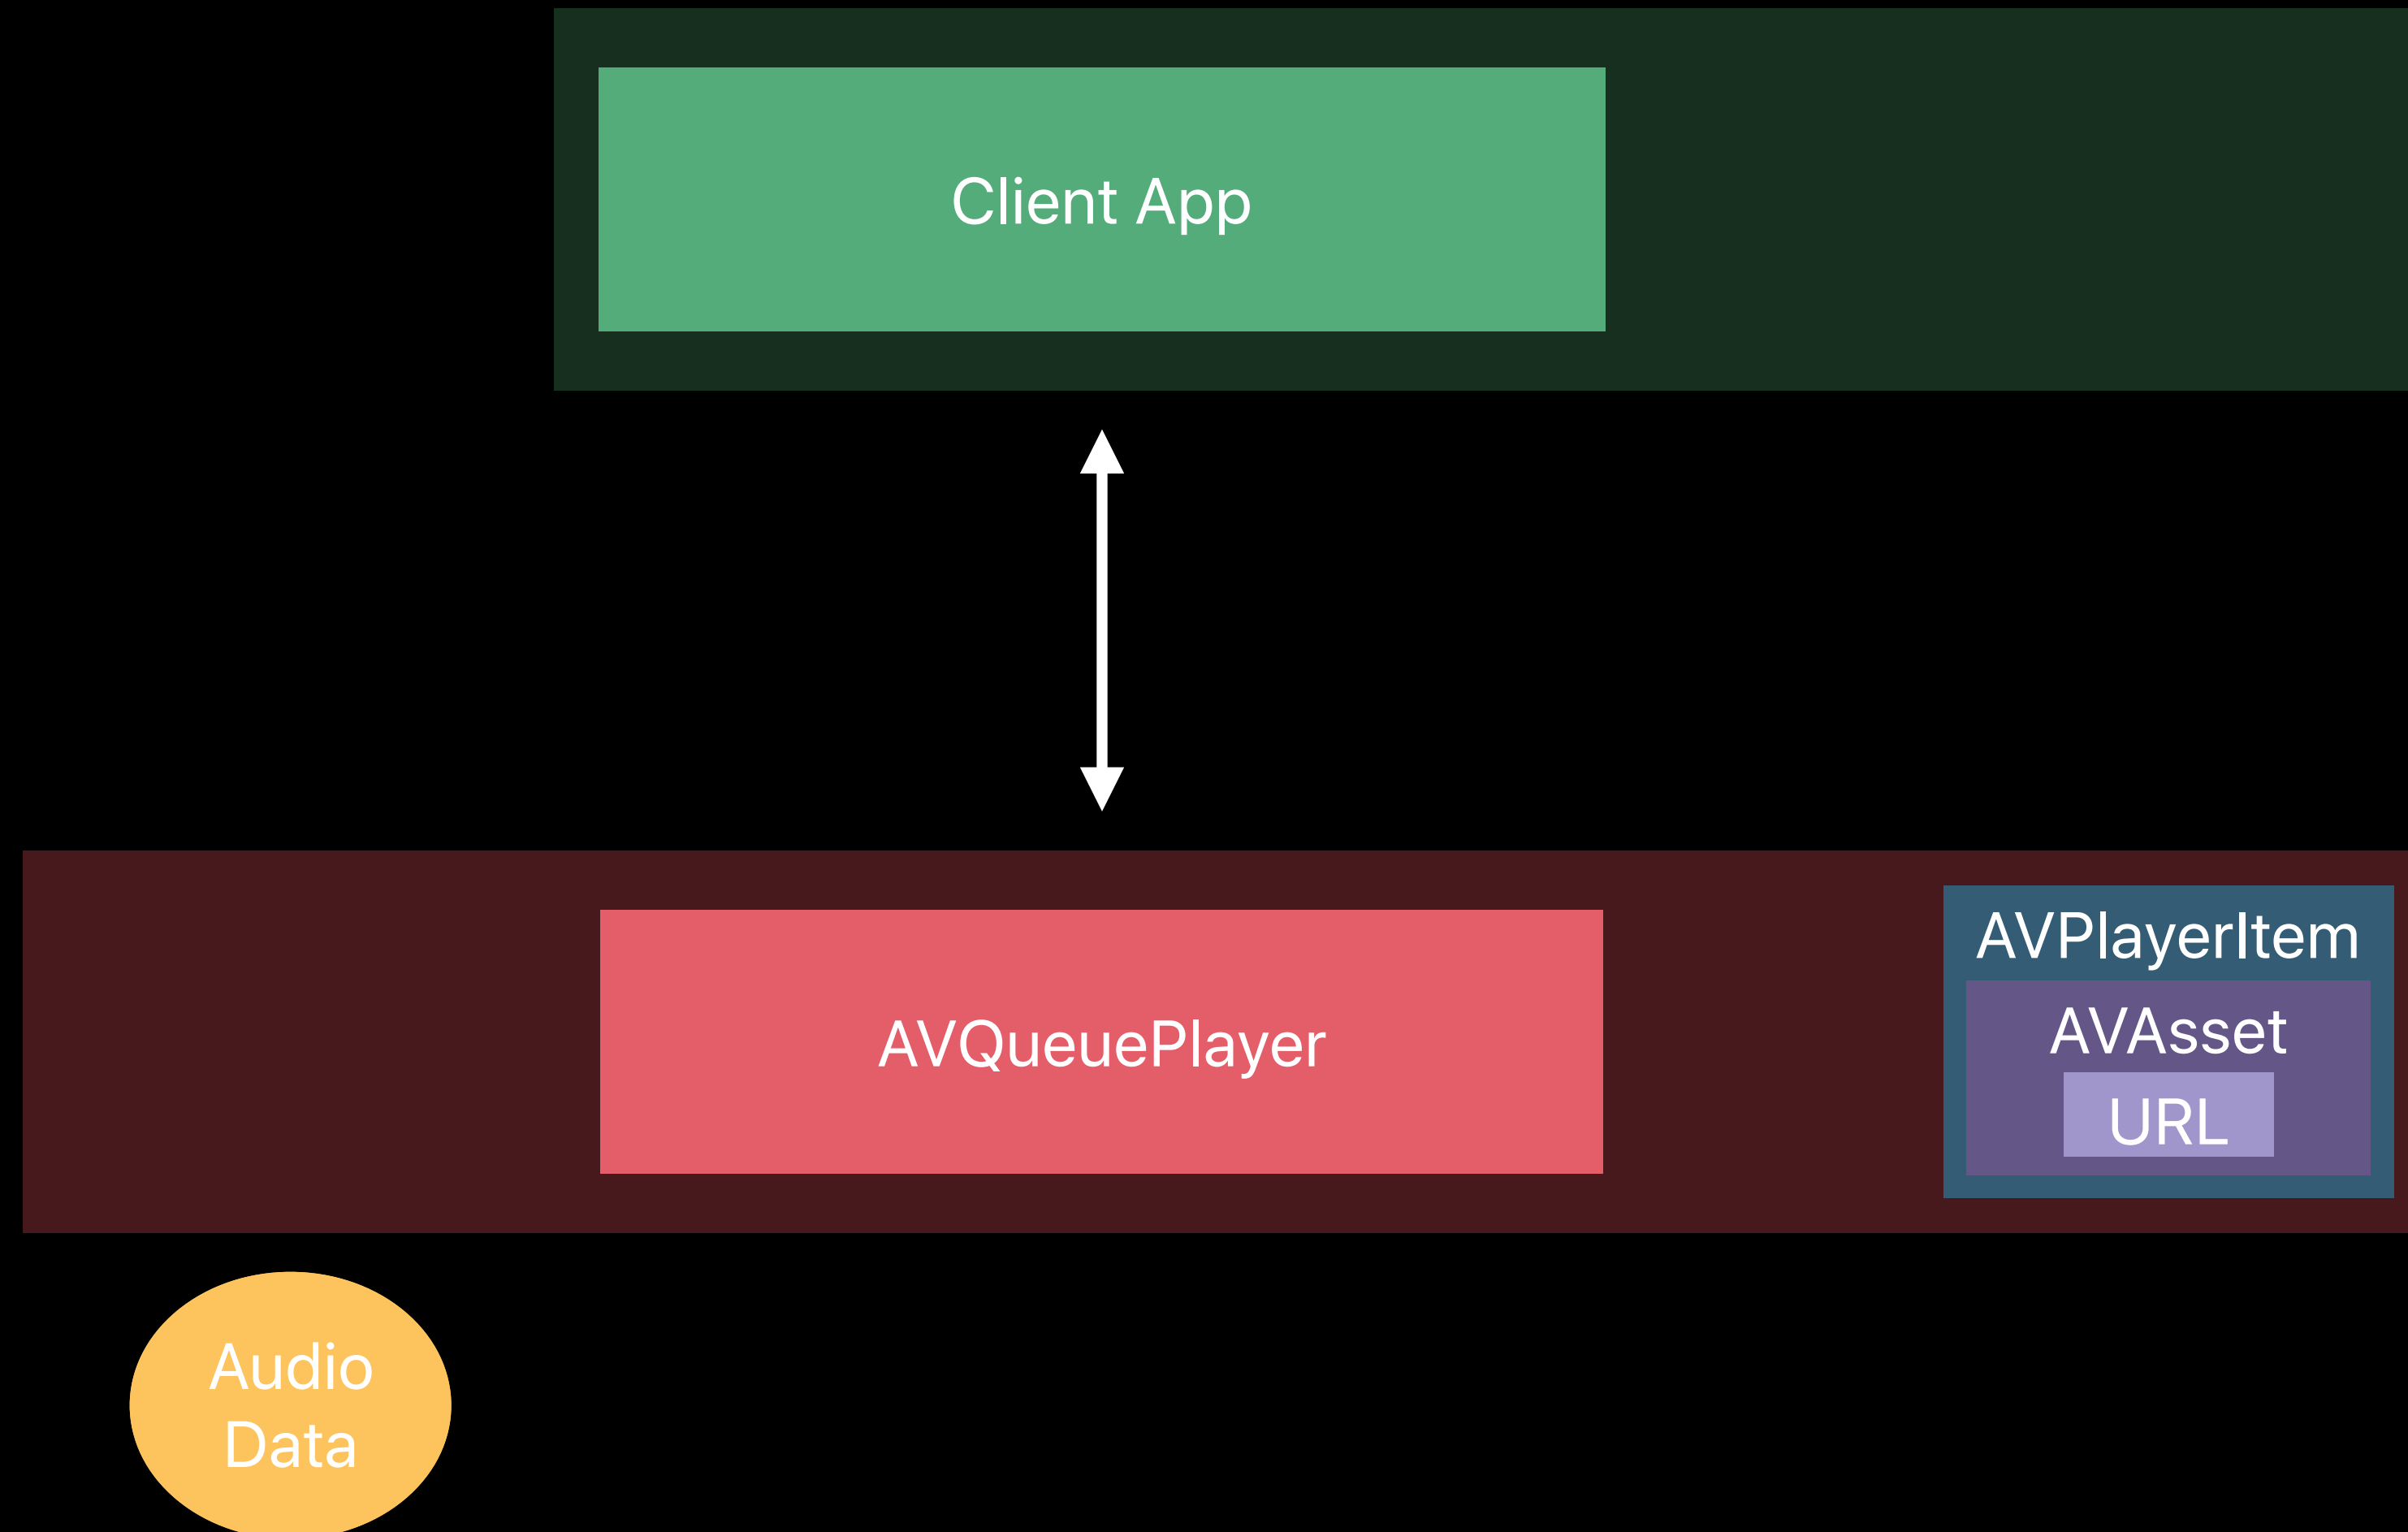 Client App
AVQueuePlayer
AVPlayerItem
AVAsset
URL
Audio
Data